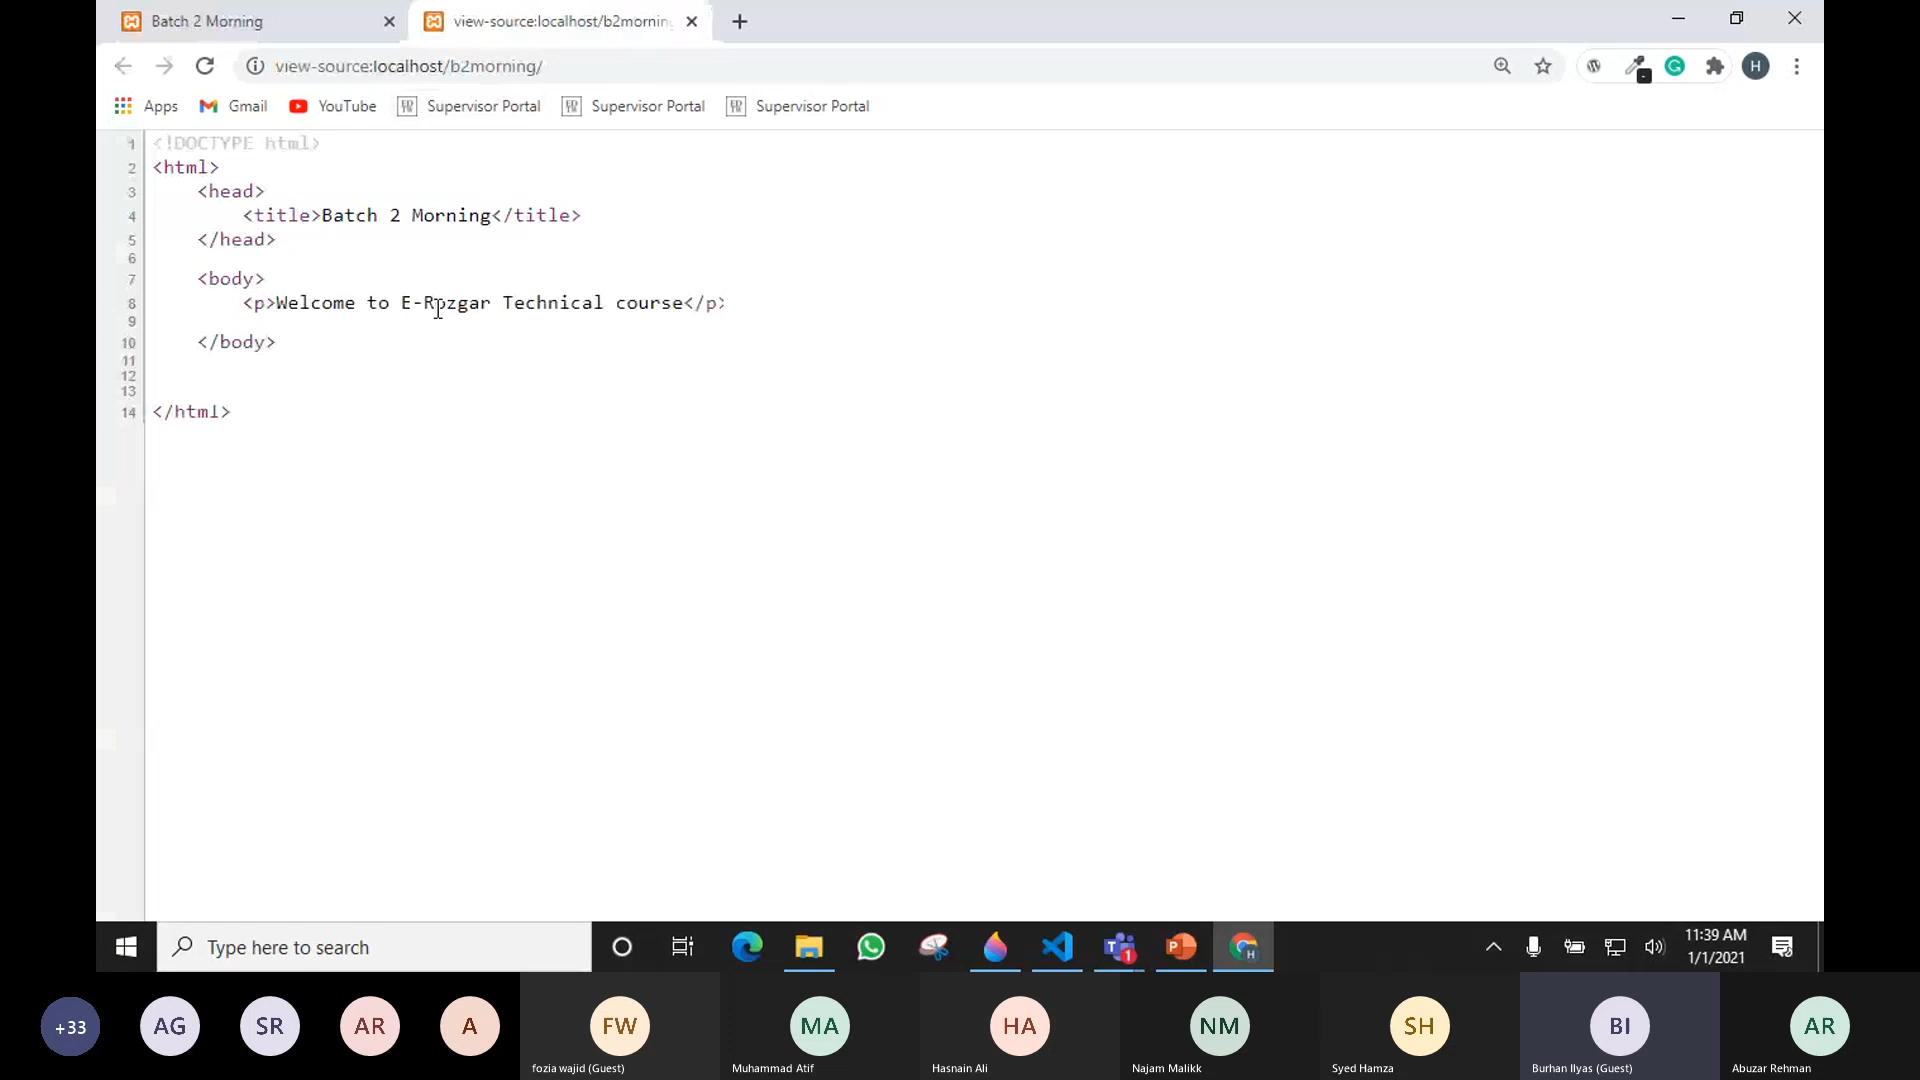 Batch 2 Morning
view-source:localhost/b2mornin
view-source:localhost/b2morning/
H
Apps
Gmail
YouTube
Supervisor Portal
Supervisor Portal
Supervisor Portal
1 <!DOCTYPE html>
2 <html>
3 <head>
4 <title>Batch 2 Morning</title>
5 </head>
6
7 <body>
8 <p>Welcome to E-Rozgar Technical course</p>
9
10 </body>
11
12
13
14 </html>
Type here to search
11:39 AM
1/1/2021
+33
AG
SR
AR
A
FW
fozia wajid (Guest)
MA
Muhammad Atif
HA
Hasnain Ali
NM
Najam Malikk
SH
Syed Hamza
BI
Burhan Ilyas (Guest)
AR
Abuzar Rehman